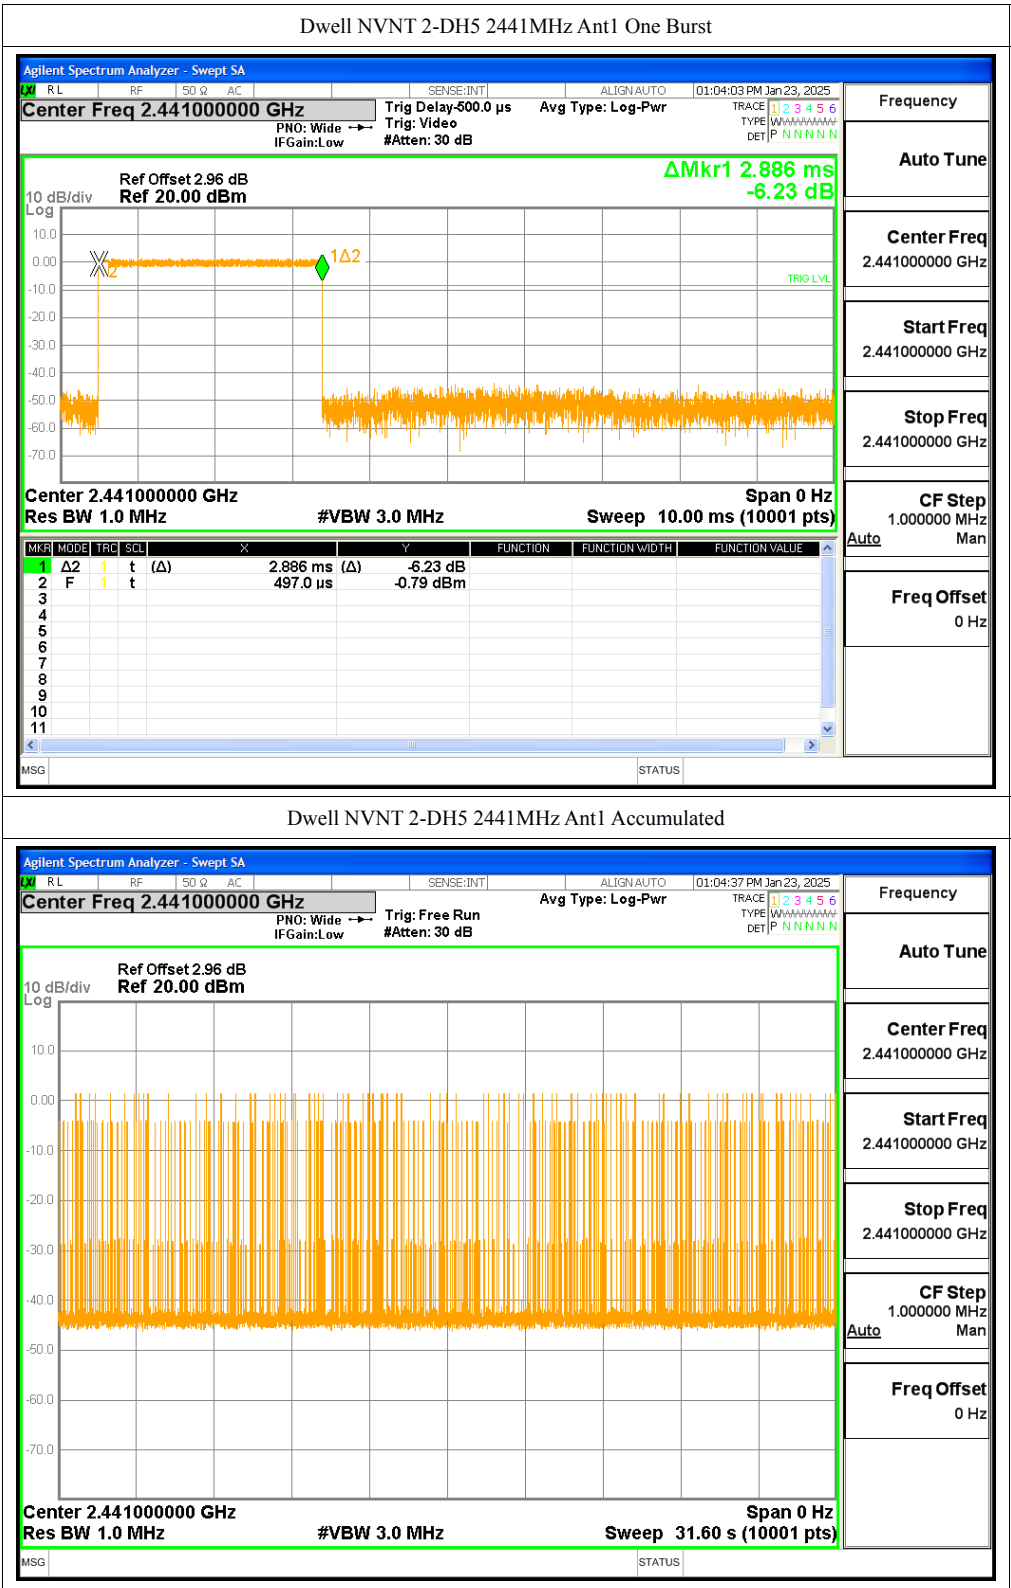 Dwell NVNT 2-DH5 2441MHz Ant1 One Burst
Agilent Spectrum Analyzer - Swept SA
LXI RL RF 50 Ω AC SENSE:INT ALIGNAUTO 01:04:03 PM Jan 23, 2025
Center Freq 2.441000000 GHz
PNO: Wide
IFGain:Low
Trig Delay-500.0 µs
Trig: Video
#Atten: 30 dB
Avg Type: Log-Pwr
TRACE 1 2 3 4 5 6
TYPE W
DET P N N N N N
ΔMkr1 2.886 ms
-6.23 dB
Ref Offset 2.96 dB
10 dB/div Ref 20.00 dBm
Log
10.0
0.00
-10.0
-20.0
-30.0
-40.0
-50.0
-60.0
-70.0
2
1Δ2
TRIG LVL
Center 2.441000000 GHz Span 0 Hz
Res BW 1.0 MHz #VBW 3.0 MHz Sweep 10.00 ms (10001 pts)
MKR MODE TRC SCL X Y FUNCTION FUNCTION WIDTH FUNCTION VALUE
1 Δ2 1 t (Δ) 2.886 ms (Δ) -6.23 dB
2 F 1 t 497.0 µs -0.79 dBm
3
4
5
6
7
8
9
10
11
MSG STATUS
Frequency
Auto Tune
Center Freq
2.441000000 GHz
Start Freq
2.441000000 GHz
Stop Freq
2.441000000 GHz
CF Step
1.000000 MHz
Auto Man
Freq Offset
0 Hz
Dwell NVNT 2-DH5 2441MHz Ant1 Accumulated
Agilent Spectrum Analyzer - Swept SA
LXI RL RF 50 Ω AC SENSE:INT ALIGNAUTO 01:04:37 PM Jan 23, 2025
Center Freq 2.441000000 GHz
PNO: Wide
IFGain:Low
Trig: Free Run
#Atten: 30 dB
Avg Type: Log-Pwr
TRACE 1 2 3 4 5 6
TYPE W
DET P N N N N N
Ref Offset 2.96 dB
10 dB/div Ref 20.00 dBm
Log
10.0
0.00
-10.0
-20.0
-30.0
-40.0
-50.0
-60.0
-70.0
Center 2.441000000 GHz Span 0 Hz
Res BW 1.0 MHz #VBW 3.0 MHz Sweep 31.60 s (10001 pts)
MSG STATUS
Frequency
Auto Tune
Center Freq
2.441000000 GHz
Start Freq
2.441000000 GHz
Stop Freq
2.441000000 GHz
CF Step
1.000000 MHz
Auto Man
Freq Offset
0 Hz